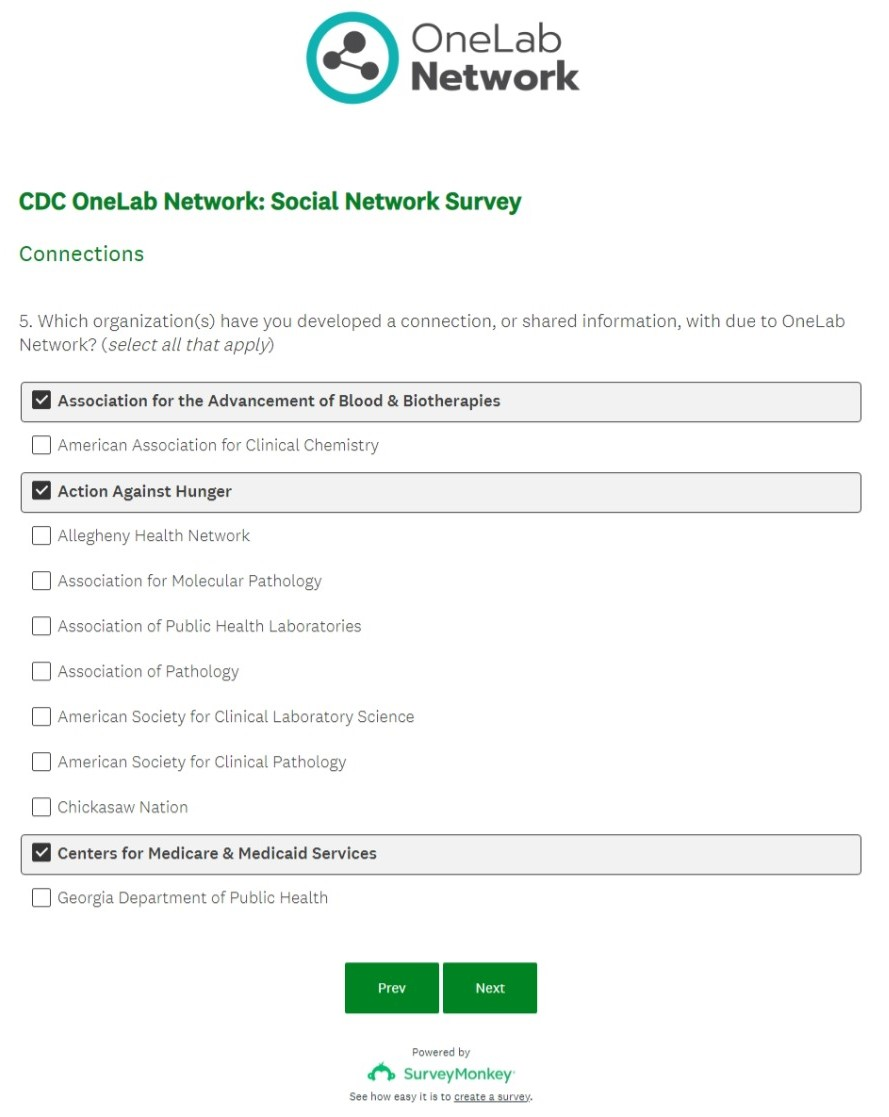 OneLab
Network
CDC OneLab Network: Social Network Survey
Connections
5. Which organization(s) have you developed a connection, or shared information, with due to OneLab
Network? (select all that apply)
Association for the Advancement of Blood & Biotherapies
American Association for Clinical Chemistry
Action Against Hunger
Allegheny Health Network
Association for Molecular Pathology
Association of Public Health Laboratories
Association of Pathology
American Society for Clinical Laboratory Science
American Society for Clinical Pathology
Chickasaw Nation
Centers for Medicare & Medicaid Services
Georgia Department of Public Health
Prev Next
Powered by
SurveyMonkey
See how easy it is to create a survey.